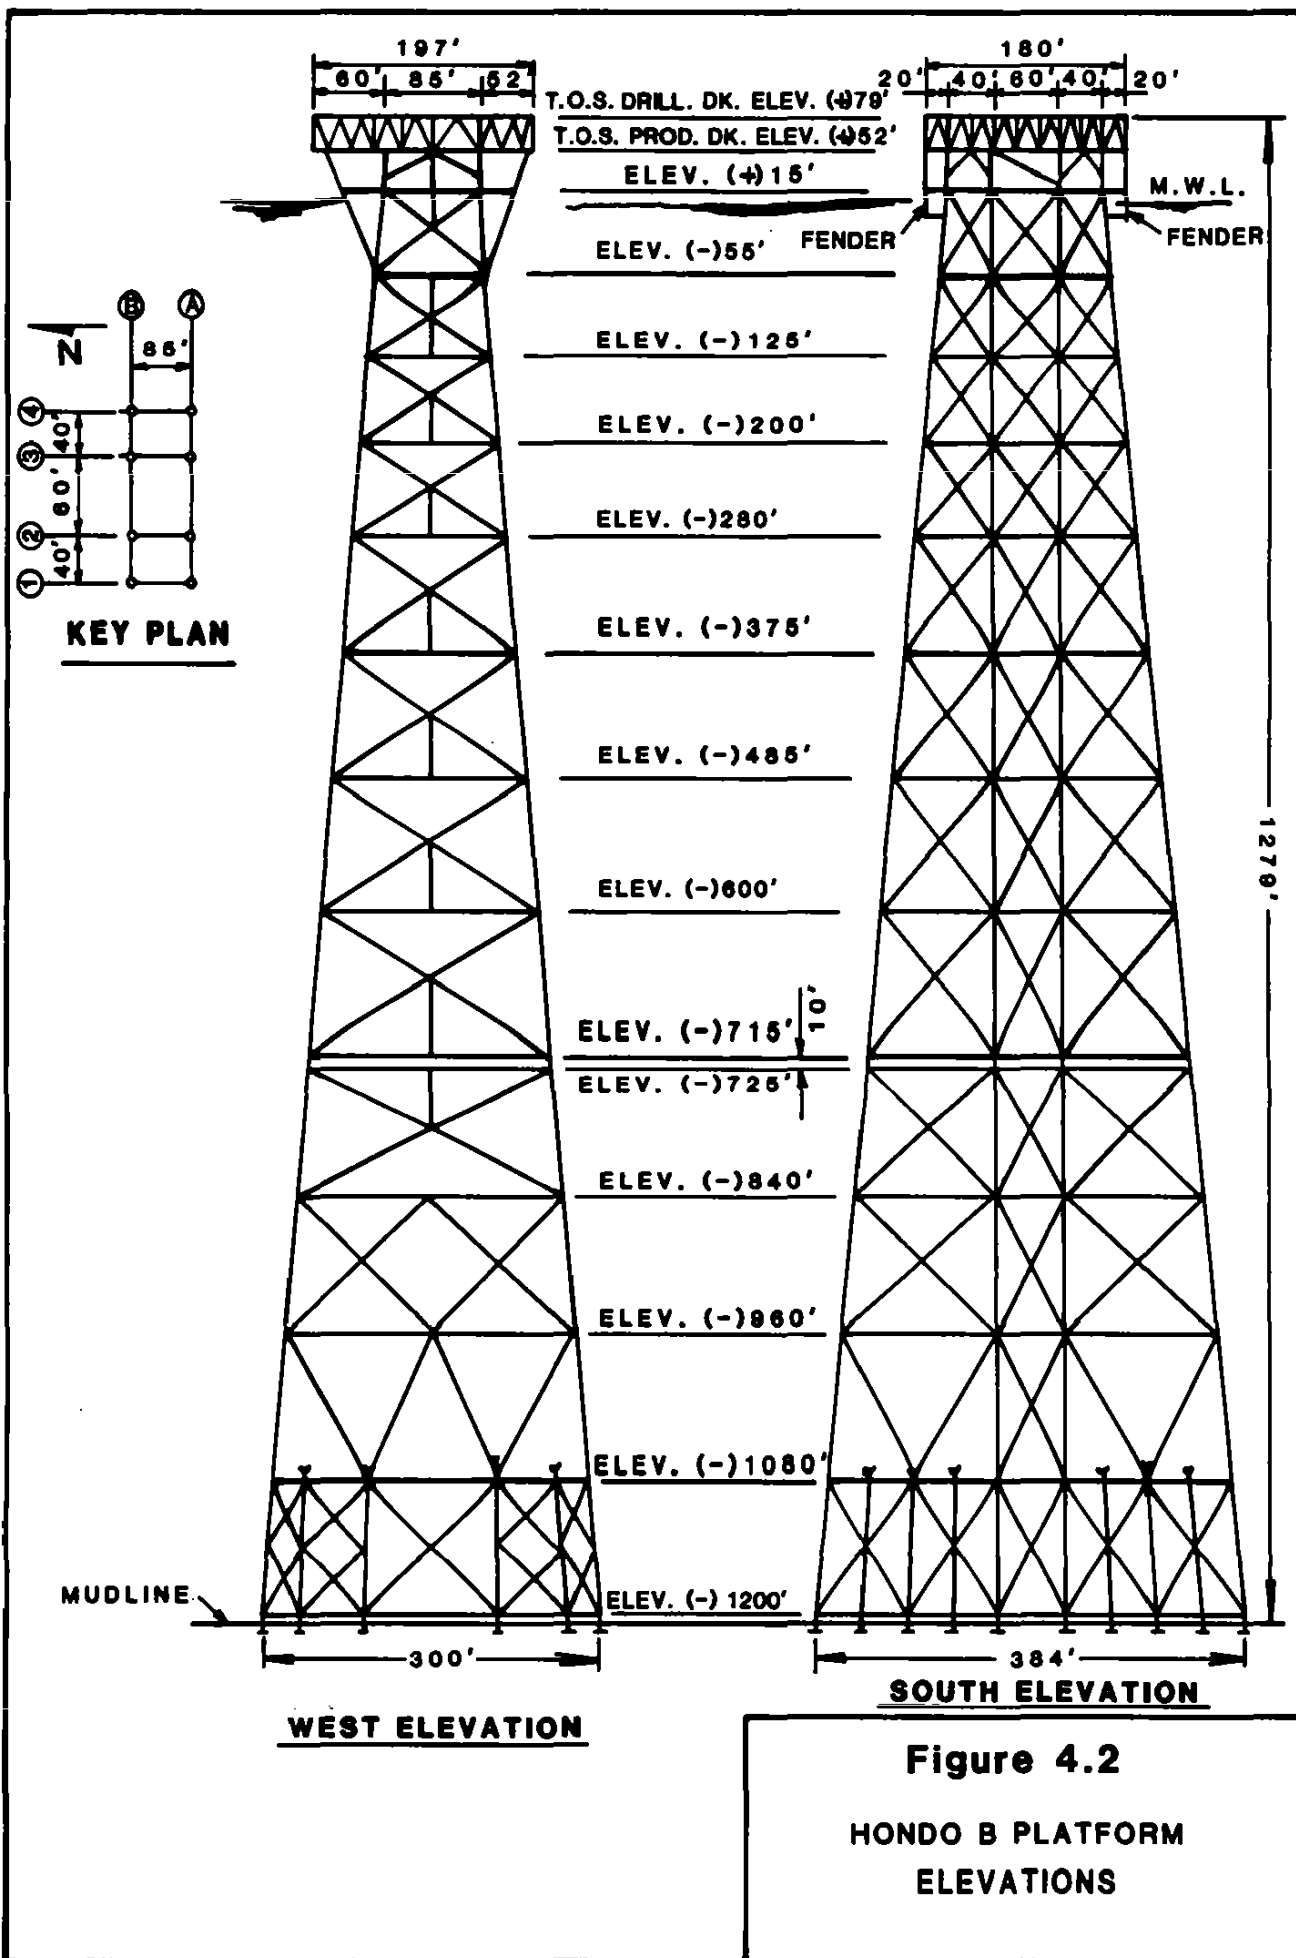 197'
180'
60' 85' 52
20' 40' 60' 40' 20'
T.O.S. DRILL. DK. ELEV. (+)79'
T.O.S. PROD. DK. ELEV. (+)52'
ELEV. (+)15'
M.W.L.
FENDER
FENDER
ELEV. (-)55'
B A
N
85'
ELEV. (-)125'
4
40'
ELEV. (-)200'
3
60'
ELEV. (-)280'
2
40'
1
KEY PLAN
ELEV. (-)375'
ELEV. (-)485'
1279'
ELEV. (-)600'
10'
ELEV. (-)715'
ELEV. (-)725'
ELEV. (-)840'
ELEV. (-)960'
ELEV. (-)1080'
MUDLINE
ELEV. (-)1200'
300'
384'
WEST ELEVATION
SOUTH ELEVATION
Figure 4.2
HONDO B PLATFORM
ELEVATIONS